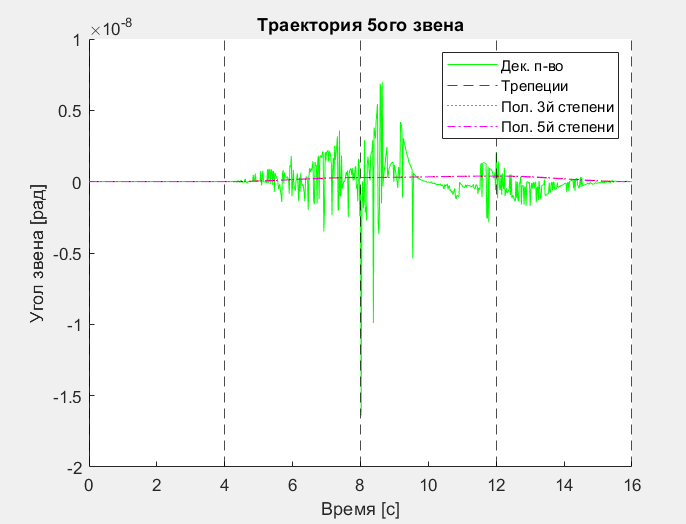 ×10⁻⁸
Траектория 5ого звена
1
0.5
0
-0.5
-1
-1.5
-2
Угол звена [рад]
Дек. п-во
Трепеции
Пол. 3й степени
Пол. 5й степени
0 2 4 6 8 10 12 14 16
Время [с]